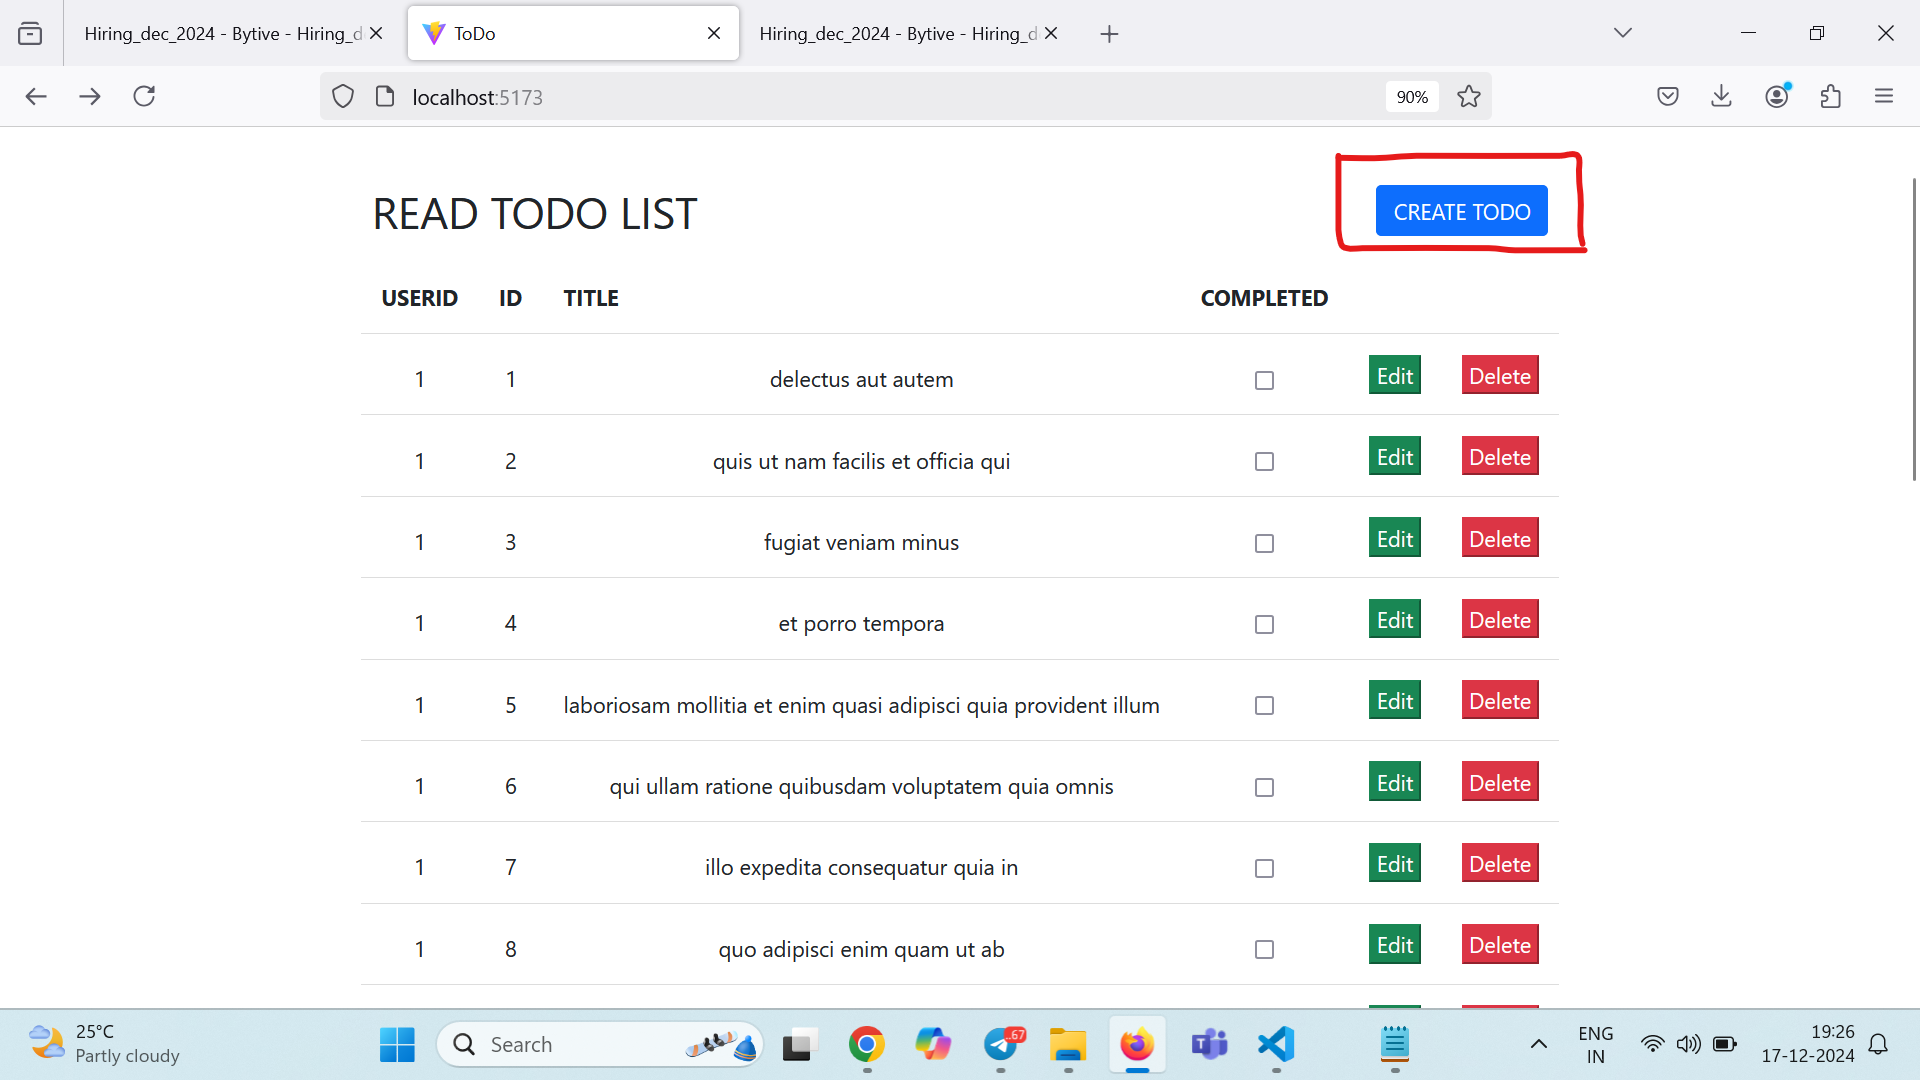 Hiring_dec_2024 - Bytive - Hiring_d
ToDo
Hiring_dec_2024 - Bytive - Hiring_d
localhost:5173
90%
READ TODO LIST
CREATE TODO
USERID ID TITLE COMPLETED
1 1 delectus aut autem Edit Delete
1 2 quis ut nam facilis et officia qui Edit Delete
1 3 fugiat veniam minus Edit Delete
1 4 et porro tempora Edit Delete
1 5 laboriosam mollitia et enim quasi adipisci quia provident illum Edit Delete
1 6 qui ullam ratione quibusdam voluptatem quia omnis Edit Delete
1 7 illo expedita consequatur quia in Edit Delete
1 8 quo adipisci enim quam ut ab Edit Delete
25°C
Partly cloudy
Search
..67
T
ENG
IN
19:26
17-12-2024